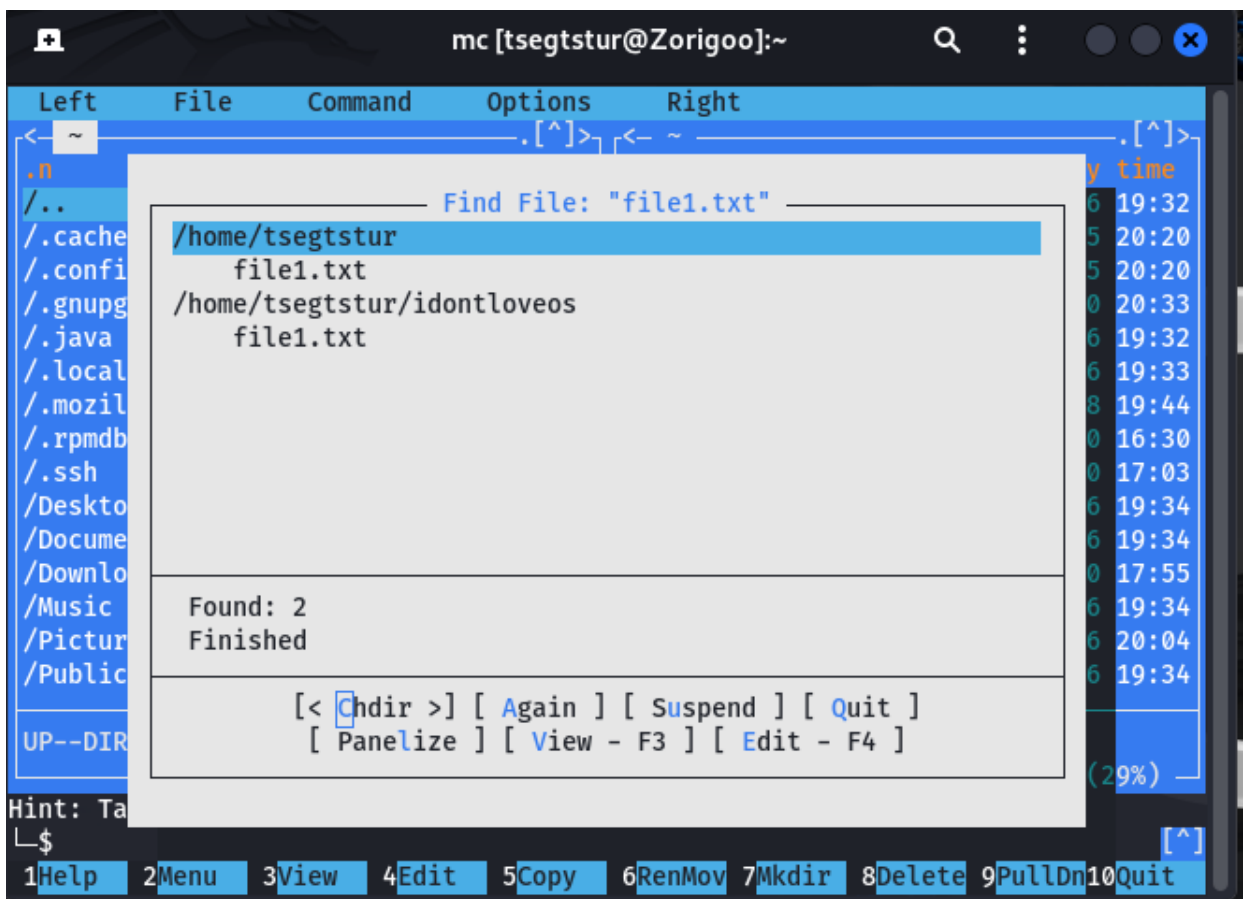 mc [tsegtstur@Zorigoo]:~
Left File Command Options Right
<— ~ .[^]> <— ~ .[^]>
.n y time
/.. 6 19:32
/.cache 5 20:20
/.confi 5 20:20
/.gnupg 0 20:33
/.java 6 19:32
/.local 6 19:33
/.mozil 8 19:44
/.rpmdb 0 16:30
/.ssh 0 17:03
/Deskto 6 19:34
/Docume 6 19:34
/Downlo 0 17:55
/Music 6 19:34
/Pictur 6 20:04
/Public 6 19:34
UP--DIR
(29%)
Find File: "file1.txt"
/home/tsegtstur
file1.txt
/home/tsegtstur/idontloveos
file1.txt
Found: 2
Finished
[< Chdir >] [ Again ] [ Suspend ] [ Quit ]
[ Panelize ] [ View - F3 ] [ Edit - F4 ]
Hint: Ta
└─$ [^]
1Help 2Menu 3View 4Edit 5Copy 6RenMov 7Mkdir 8Delete 9PullDn 10Quit